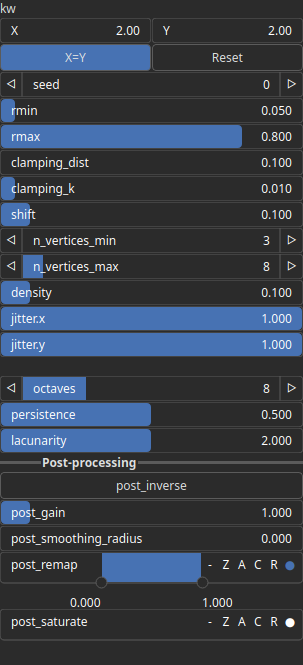 kw
X 2.00 Y 2.00
X=Y Reset
seed 0
rmin 0.050
rmax 0.800
clamping_dist 0.100
clamping_k 0.010
shift 0.100
n_vertices_min 3
n_vertices_max 8
density 0.100
jitter.x 1.000
jitter.y 1.000
octaves 8
persistence 0.500
lacunarity 2.000
Post-processing
post_inverse
post_gain 1.000
post_smoothing_radius 0.000
post_remap - Z A C R
0.000 1.000
post_saturate - Z A C R